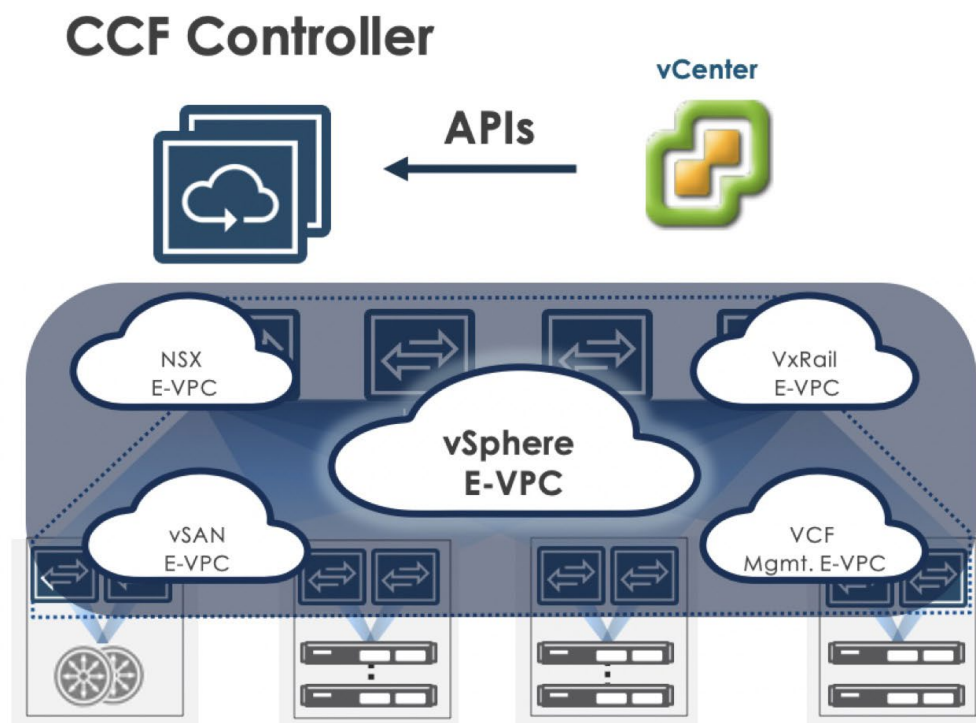 CCF Controller
vCenter
APIs
NSX
E-VPC
VxRail
E-VPC
vSphere
E-VPC
vSAN
E-VPC
VCF
Mgmt. E-VPC